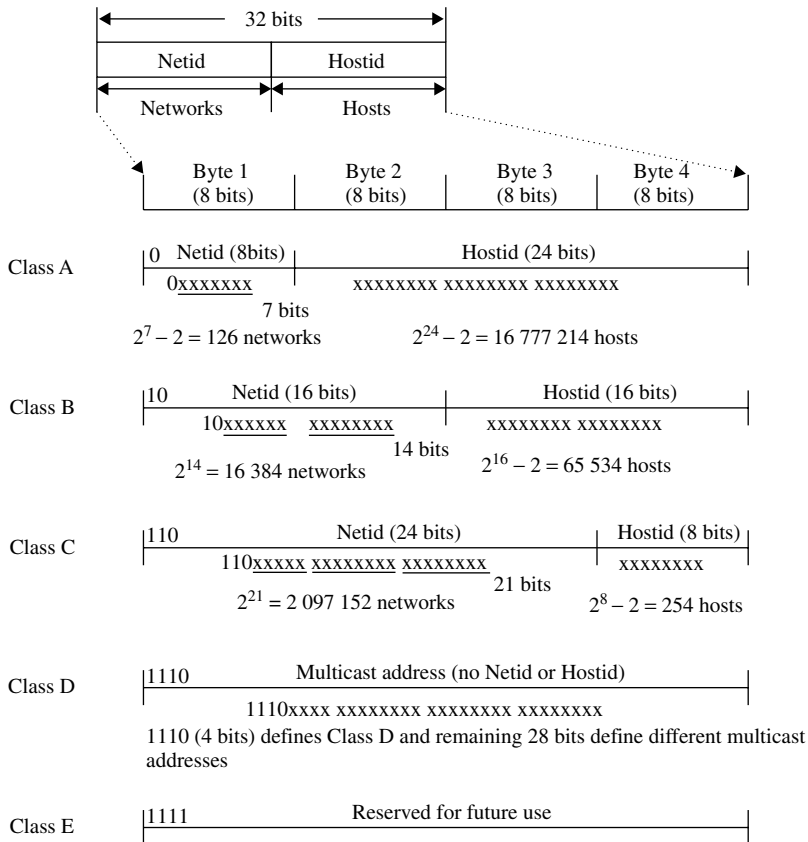 32 bits
Netid Hostid
Networks Hosts
Byte 1 Byte 2 Byte 3 Byte 4
(8 bits) (8 bits) (8 bits) (8 bits)
Class A
0 Netid (8bits) Hostid (24 bits)
0xxxxxxx xxxxxxxx xxxxxxxx xxxxxxxx
7 bits
2^7 – 2 = 126 networks 2^24 – 2 = 16 777 214 hosts
Class B
10 Netid (16 bits) Hostid (16 bits)
10xxxxxx xxxxxxxx xxxxxxxx xxxxxxxx
14 bits
2^14 = 16 384 networks 2^16 – 2 = 65 534 hosts
Class C
110 Netid (24 bits) Hostid (8 bits)
110xxxxx xxxxxxxx xxxxxxxx xxxxxxxx
21 bits
2^21 = 2 097 152 networks 2^8 – 2 = 254 hosts
Class D
1110 Multicast address (no Netid or Hostid)
1110xxxx xxxxxxxx xxxxxxxx xxxxxxxx
1110 (4 bits) defines Class D and remaining 28 bits define different multicast
addresses
Class E
1111 Reserved for future use